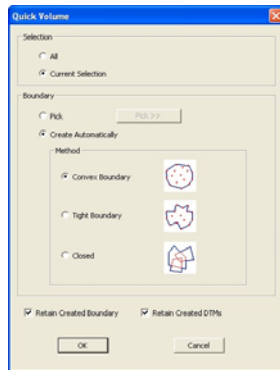 Quick Volume
Selection
All
Current Selection
Boundary
Pick
Pick >>
Create Automatically
Method
Convex Boundary
Tight Boundary
Closed
Retain Created Boundary
Retain Created DTMs
OK
Cancel